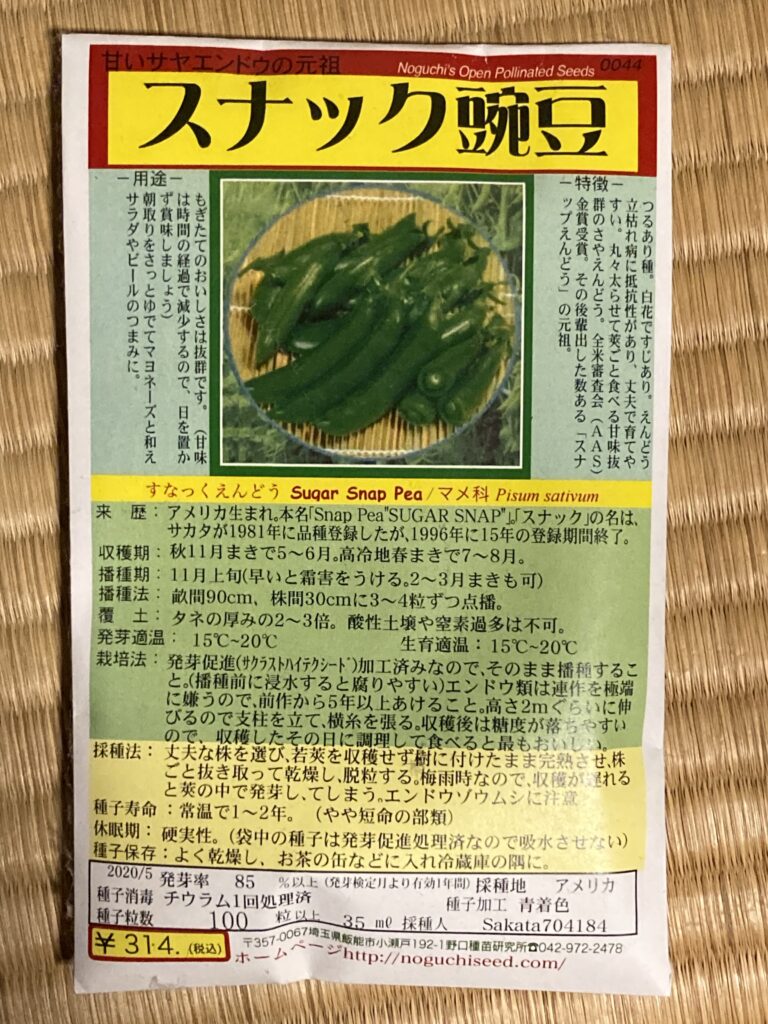 甘いサヤエンドウの元祖
Noguchi's Open Pollinated Seeds 0044
スナック豌豆
－特徴－
つるあり種。白花ですじあり。えんどう
立枯れ病に抵抗性があり、丈夫で育てや
すい。丸々太らせて莢ごと食べる甘味抜
群のさやえんどう。全米審査会（AAS）
金賞受賞。その後輩出した数ある「スナ
ップえんどう」の元祖。
－用途－
もぎたてのおいしさは抜群です。（甘味
は時間の経過で減少するので、日を置か
ず賞味しましょう）
朝取りをさっとゆでてマヨネーズと和え
サラダやビールのつまみに。
すなっくえんどう Sugar Snap Pea/マメ科 Pisum sativum
来 歴：アメリカ生まれ。本名「Snap Pea"SUGAR SNAP"」。「スナック」の名は、
サカタが1981年に品種登録したが、1996年に15年の登録期間終了。
収穫期：秋11月まきで5～6月。高冷地春まきで7～8月。
播種期：11月上旬(早いと霜害をうける。2～3月まきも可)
播種法：畝間90cm、株間30cmに3～4粒ずつ点播。
覆 土：タネの厚みの2～3倍。酸性土壌や窒素過多は不可。
発芽適温： 15℃~20℃ 生育適温：15℃~20℃
栽培法：発芽促進(ｻｸﾗｽﾄﾊｲﾃｸｼｰﾄﾞ)加工済みなので、そのまま播種するこ
と。(播種前に浸水すると腐りやすい)エンドウ類は連作を極端
に嫌うので、前作から5年以上あけること。高さ2mぐらいに伸
びるので支柱を立て、横糸を張る。収穫後は糖度が落ちやすい
ので、収穫したその日に調理して食べると最もおいしい。
採種法：丈夫な株を選び、若莢を収穫せず樹に付けたまま完熟させ、株
ごと抜き取って乾燥し、脱粒する。梅雨時なので、収穫が遅れる
と莢の中で発芽し、てしまう。エンドウゾウムシに注意
種子寿命：常温で1～2年。（やや短命の部類）
休眠期：硬実性。（袋中の種子は発芽促進処理済なので吸水させない）
種子保存：よく乾燥し、お茶の缶などに入れ冷蔵庫の隅に。
2020/5 発芽率 85 %以上 (発芽検定月より有効1年間) 採種地 アメリカ
種子消毒 チウラム1回処理済 種子加工 青着色
種子粒数 100 粒以上 35 ml 採種人 Sakata704184
￥314.(税込)
〒357-0067埼玉県飯能市小瀬戸192-1野口種苗研究所☎042-972-2478
ホームページhttp://noguchiseed.com/